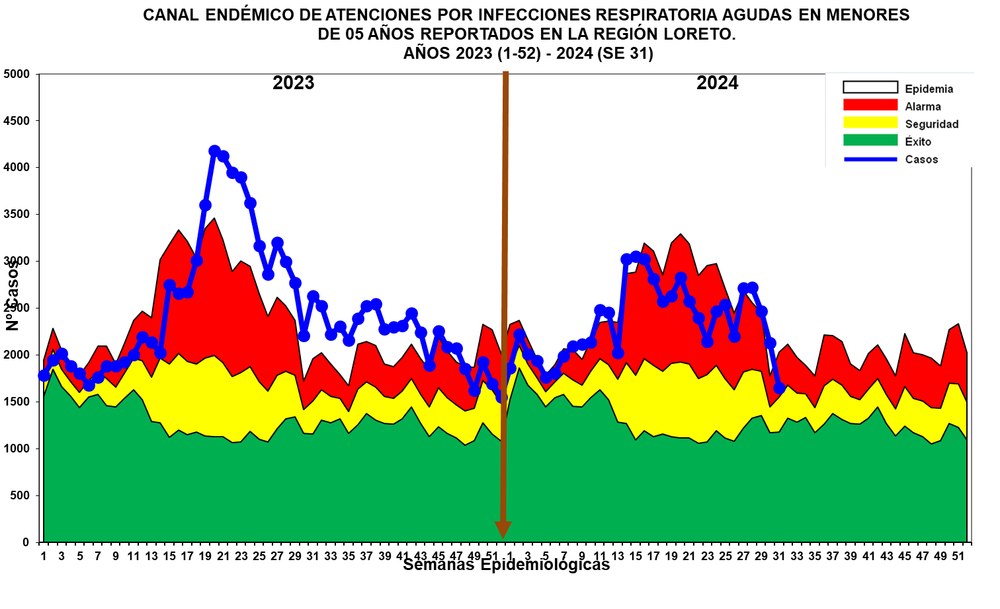 CANAL ENDÉMICO DE ATENCIONES POR INFECCIONES RESPIRATORIA AGUDAS EN MENORES
DE 05 AÑOS REPORTADOS EN LA REGIÓN LORETO.
AÑOS 2023 (1-52) - 2024 (SE 31)
2023
2024
Epidemia
Alarma
Seguridad
Éxito
Casos
Nº Casos
5000
4500
4000
3500
3000
2500
2000
1500
1000
500
0
1 3 5 7 9 11 13 15 17 19 21 23 25 27 29 31 33 35 37 39 41 43 45 47 49 51 1 3 5 7 9 11 13 15 17 19 21 23 25 27 29 31 33 35 37 39 41 43 45 47 49 51
Semanas Epidemiológicas